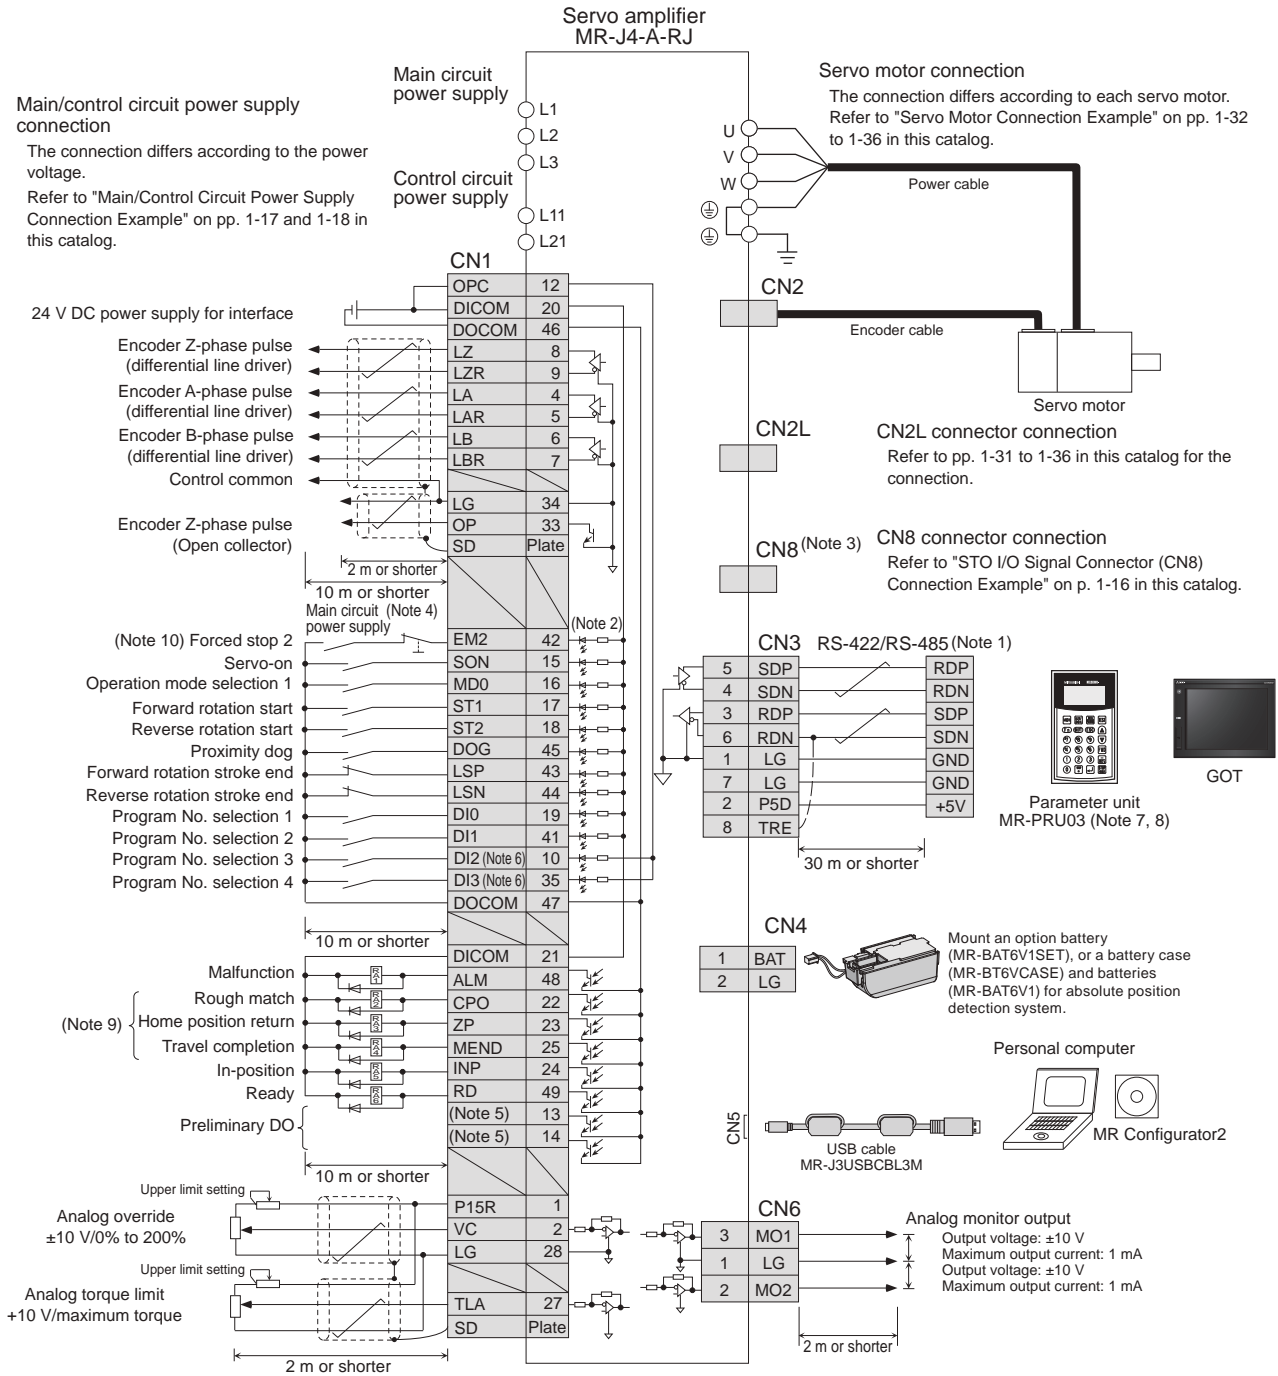 Servo amplifier
MR-J4-A-RJ
Main/control circuit power supply
connection
The connection differs according to the power
voltage.
Refer to "Main/Control Circuit Power Supply
Connection Example" on pp. 1-17 and 1-18 in
this catalog.
Main circuit
power supply
L1
L2
L3
Control circuit
power supply
L11
L21
Servo motor connection
The connection differs according to each servo motor.
Refer to "Servo Motor Connection Example" on pp. 1-32
to 1-36 in this catalog.
U
V
W
Power cable
CN2
Encoder cable
Servo motor
CN2L
CN2L connector connection
Refer to pp. 1-31 to 1-36 in this catalog for the
connection.
CN8 (Note 3)
CN8 connector connection
Refer to "STO I/O Signal Connector (CN8)
Connection Example" on p. 1-16 in this catalog.
CN1
OPC 12
24 V DC power supply for interface
DICOM 20
DOCOM 46
Encoder Z-phase pulse
(differential line driver)
LZ 8
LZR 9
Encoder A-phase pulse
(differential line driver)
LA 4
LAR 5
Encoder B-phase pulse
(differential line driver)
LB 6
LBR 7
Control common
LG 34
Encoder Z-phase pulse
(Open collector)
OP 33
SD Plate
2 m or shorter
10 m or shorter
Main circuit (Note 4)
power supply
(Note 2)
(Note 10) Forced stop 2 EM2 42
Servo-on SON 15
Operation mode selection 1 MD0 16
Forward rotation start ST1 17
Reverse rotation start ST2 18
Proximity dog DOG 45
Forward rotation stroke end LSP 43
Reverse rotation stroke end LSN 44
Program No. selection 1 DI0 19
Program No. selection 2 DI1 41
Program No. selection 3 DI2 (Note 6) 10
Program No. selection 4 DI3 (Note 6) 35
DOCOM 47
10 m or shorter
DICOM 21
Malfunction RA1 ALM 48
(Note 9)
Rough match RA2 CPO 22
Home position return RA3 ZP 23
Travel completion RA4 MEND 25
In-position RA5 INP 24
Ready RA6 RD 49
Preliminary DO
(Note 5) 13
(Note 5) 14
10 m or shorter
Upper limit setting
Analog override
±10 V/0% to 200%
P15R 1
VC 2
LG 28
Upper limit setting
Analog torque limit
+10 V/maximum torque
TLA 27
SD Plate
2 m or shorter
CN3 RS-422/RS-485 (Note 1)
5 SDP RDP
4 SDN RDN
3 RDP SDP
6 RDN SDN
1 LG GND
7 LG GND
2 P5D +5V
8 TRE
30 m or shorter
Parameter unit
MR-PRU03 (Note 7, 8)
GOT
CN4
1 BAT
2 LG
Mount an option battery
(MR-BAT6V1SET), or a battery case
(MR-BT6VCASE) and batteries
(MR-BAT6V1) for absolute position
detection system.
Personal computer
CN5
USB cable
MR-J3USBCBL3M
MR Configurator2
CN6
3 MO1
1 LG
2 MO2
Analog monitor output
Output voltage: ±10 V
Maximum output current: 1 mA
Output voltage: ±10 V
Maximum output current: 1 mA
2 m or shorter